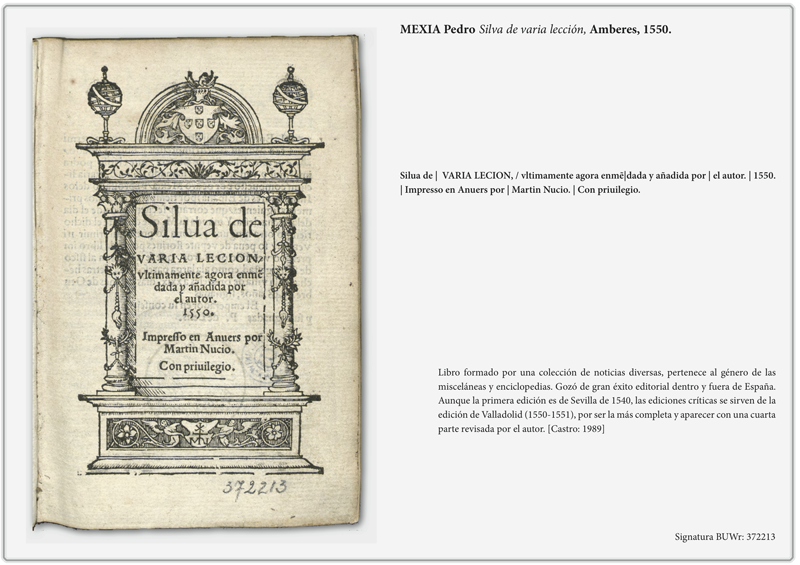 MEXIA Pedro Silva de varia lección, Amberes, 1550.
Silua de
VARIA LECION,
vltimamente agora enmẽ
dada y añadida por
el autor.
1550.
Impresso en Anuers por
Martin Nucio.
Con priuilegio.
372213
Silua de | VARIA LECION, / vltimamente agora enmẽ|dada y añadida por | el autor. | 1550.
| Impresso en Anuers por | Martin Nucio. | Con priuilegio.
Libro formado por una colección de noticias diversas, pertenece al género de las
misceláneas y enciclopedias. Gozó de gran éxito editorial dentro y fuera de España.
Aunque la primera edición es de Sevilla de 1540, las ediciones críticas se sirven de la
edición de Valladolid (1550-1551), por ser la más completa y aparecer con una cuarta
parte revisada por el autor. [Castro: 1989]
Signatura BUWr: 372213